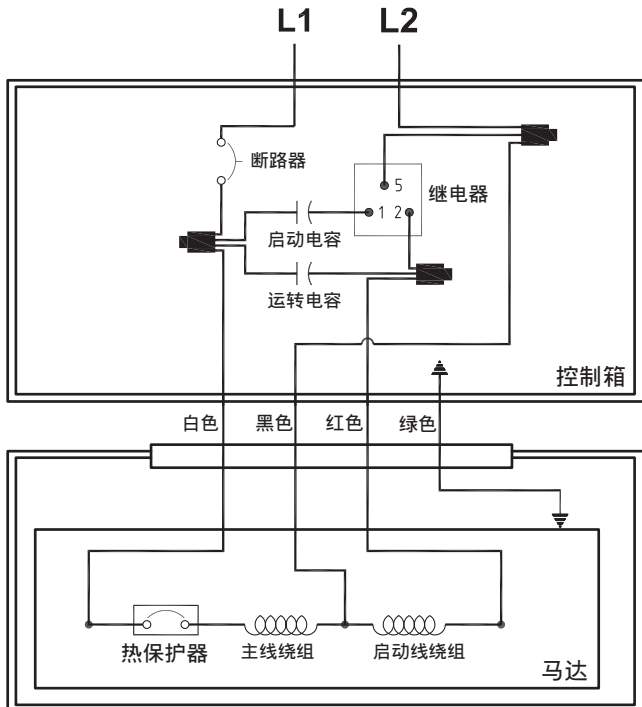 L1
L2
断路器
5
继电器
1
2
启动电容
运转电容
控制箱
白色
黑色
红色
绿色
热保护器
主线绕组
启动线绕组
马达